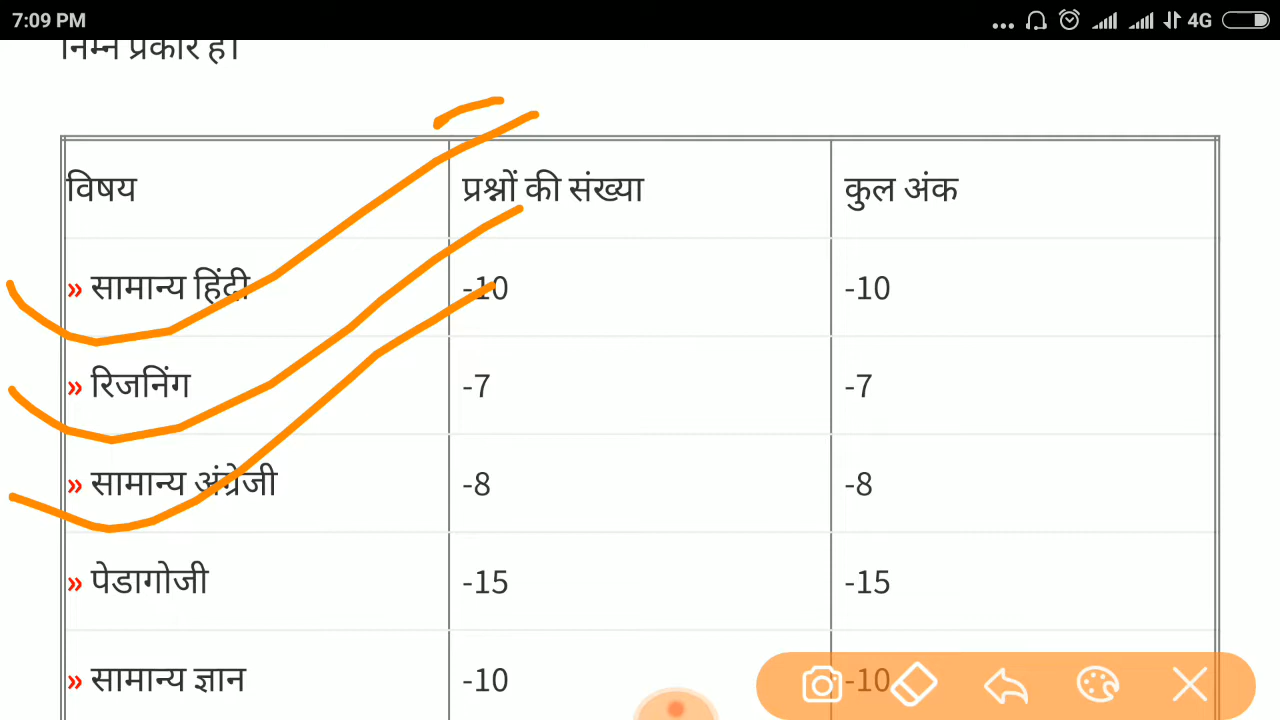 7:09 PM ... 4G
निम्न प्रकार है।
विषय प्रश्नों की संख्या कुल अंक
» सामान्य हिंदी -10 -10
» रिजनिंग -7 -7
» सामान्य अंग्रेजी -8 -8
» पेडागोजी -15 -15
» सामान्य ज्ञान -10 -10